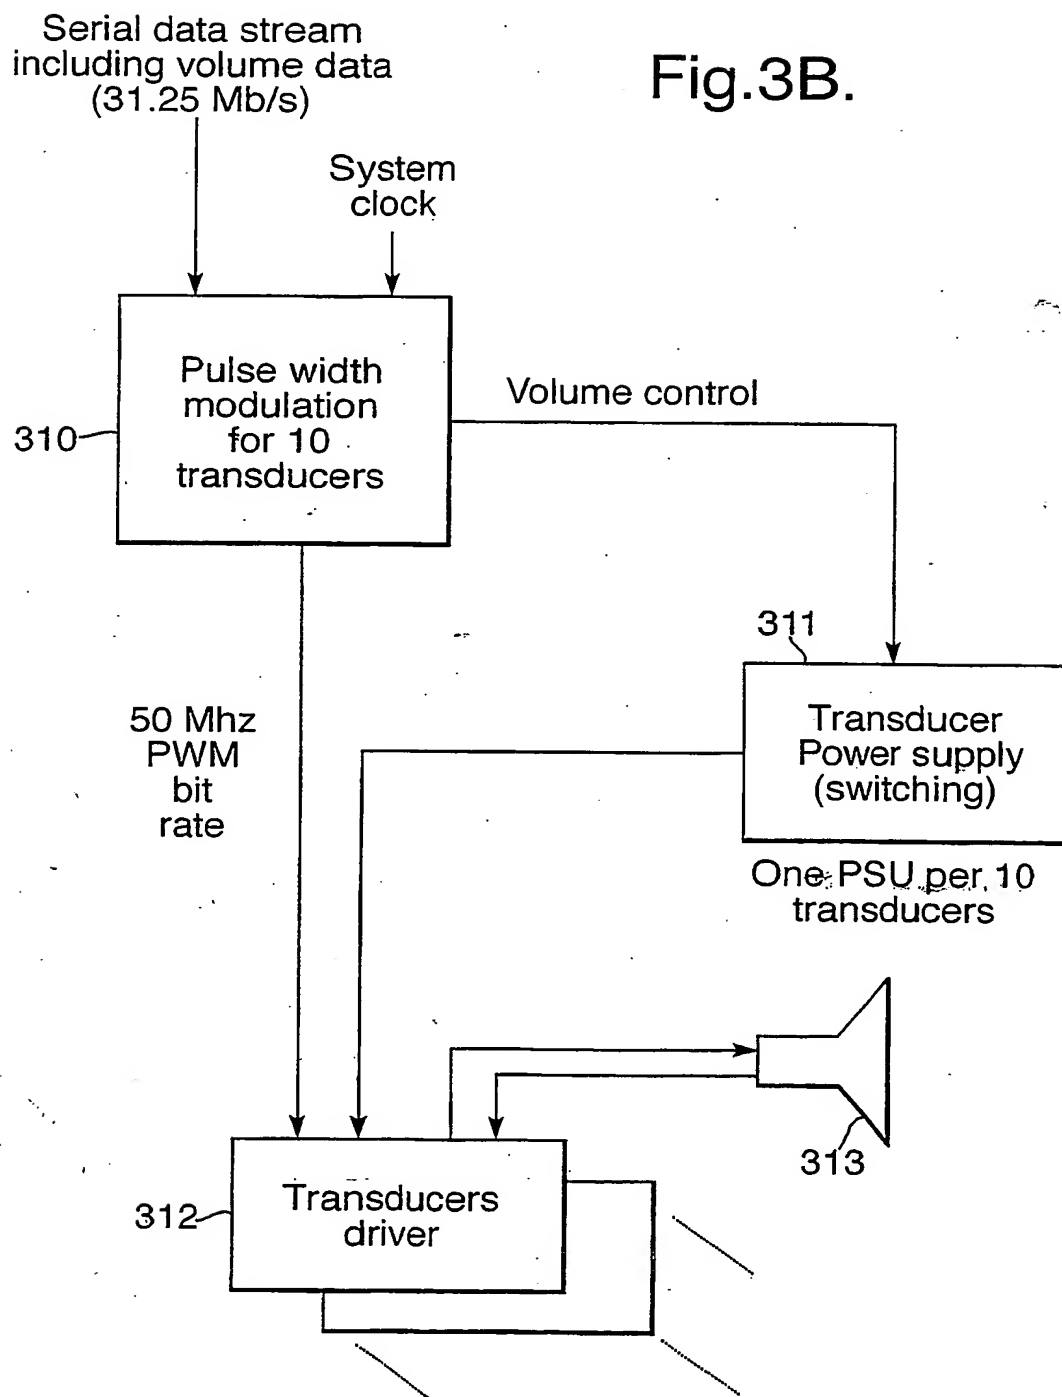 Serial data stream
including volume data
(31.25 Mb/s)
Fig.3B.
System
clock
Pulse width
modulation
for 10
transducers
310
Volume control
311
50 Mhz
PWM
bit
rate
Transducer
Power supply
(switching)
One PSU per 10
transducers
313
312
Transducers
driver